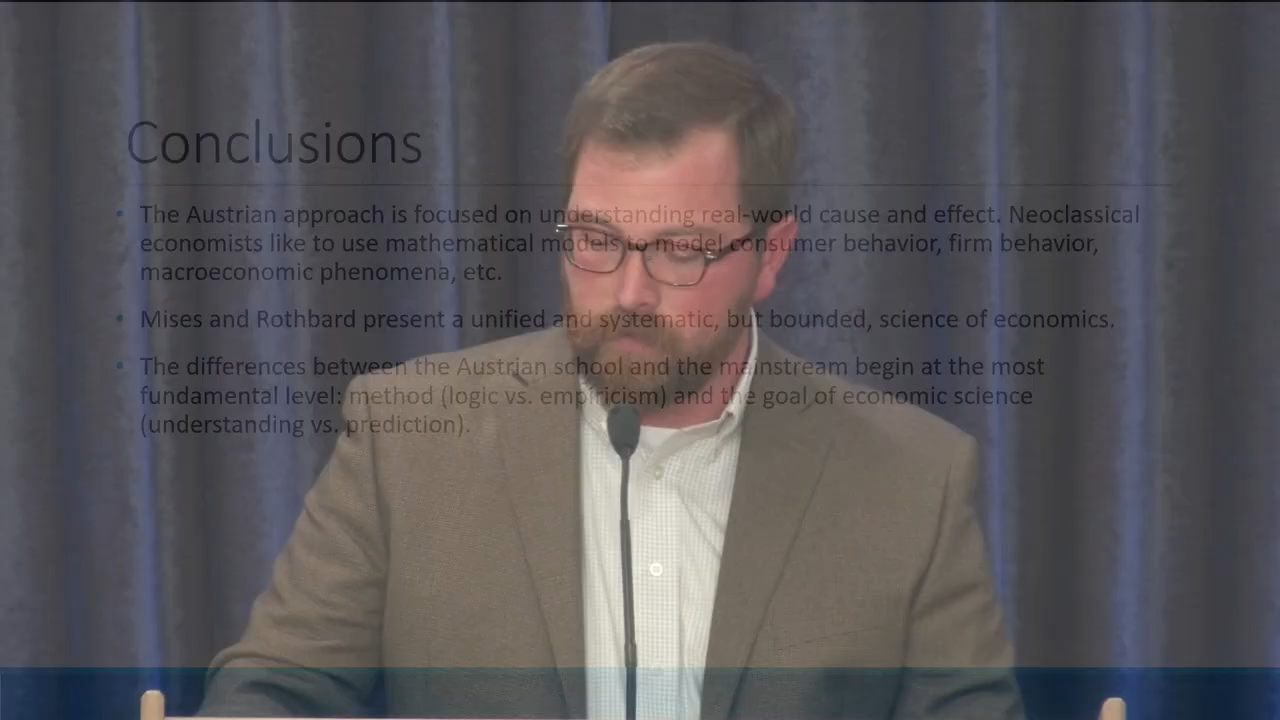 Conclusions
The Austrian approach is focused on understanding real-world cause and effect. Neoclassical
economists like to use mathematical models to model consumer behavior, firm behavior,
macroeconomic phenomena, etc.
Mises and Rothbard present a unified and systematic, but bounded, science of economics.
The differences between the Austrian school and the mainstream begin at the most
fundamental level: method (logic vs. empiricism) and the goal of economic science
(understanding vs. prediction).